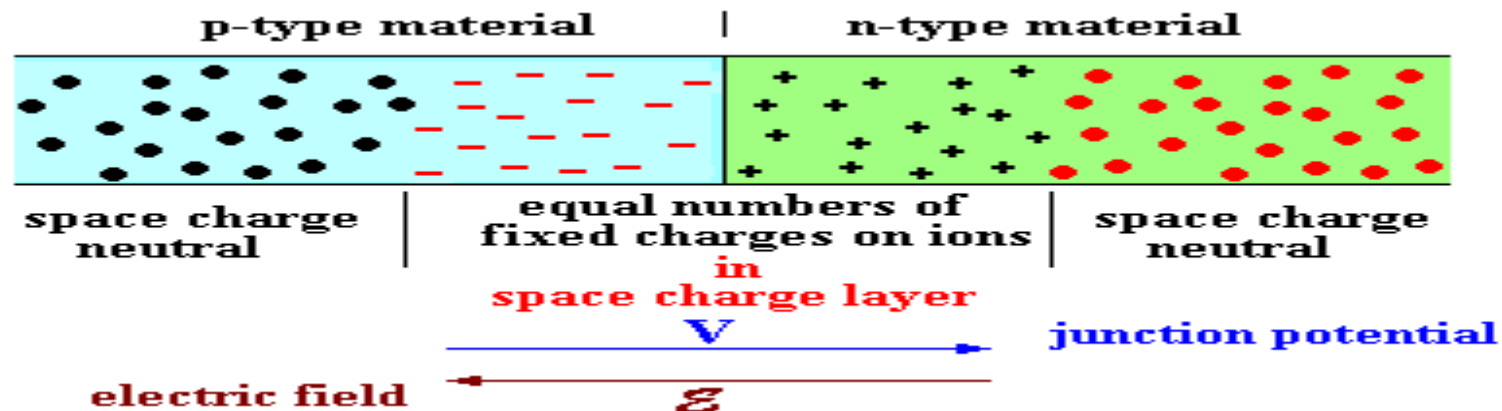 p-type material | n-type material
space charge neutral
equal numbers of fixed charges on ions
in
space charge layer
space charge neutral
V
junction potential
electric field
ℰ